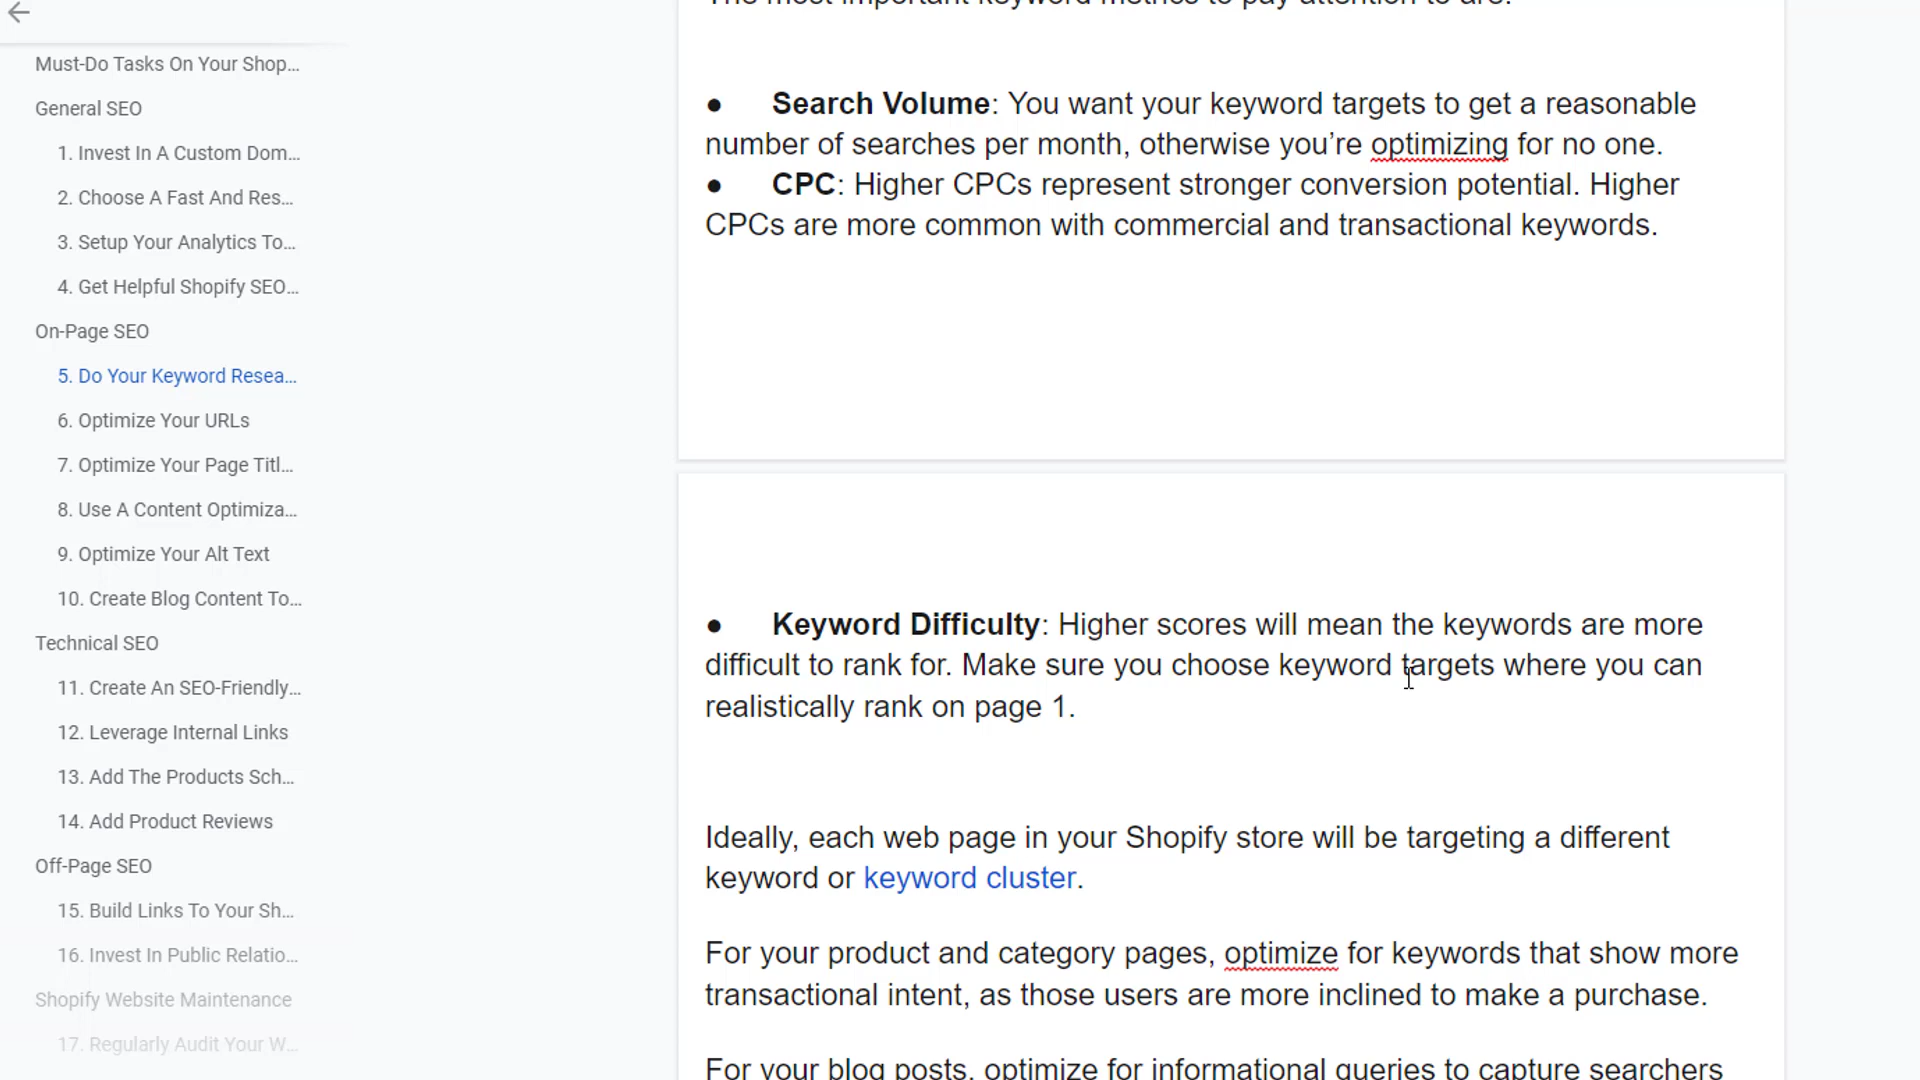 The most important keyword metrics to pay attention to are:
Must-Do Tasks On Your Shop...
General SEO
1. Invest In A Custom Dom...
2. Choose A Fast And Res...
3. Setup Your Analytics To...
4. Get Helpful Shopify SEO...
On-Page SEO
5. Do Your Keyword Resea...
6. Optimize Your URLs
7. Optimize Your Page Titl...
8. Use A Content Optimiza...
9. Optimize Your Alt Text
10. Create Blog Content To...
Technical SEO
11. Create An SEO-Friendly...
12. Leverage Internal Links
13. Add The Products Sch...
14. Add Product Reviews
Off-Page SEO
15. Build Links To Your Sh...
16. Invest In Public Relatio...
Shopify Website Maintenance
17. Regularly Audit Your W...
● Search Volume: You want your keyword targets to get a reasonable
number of searches per month, otherwise you’re optimizing for no one.
● CPC: Higher CPCs represent stronger conversion potential. Higher
CPCs are more common with commercial and transactional keywords.
● Keyword Difficulty: Higher scores will mean the keywords are more
difficult to rank for. Make sure you choose keyword targets where you can
realistically rank on page 1.
Ideally, each web page in your Shopify store will be targeting a different
keyword or keyword cluster.
For your product and category pages, optimize for keywords that show more
transactional intent, as those users are more inclined to make a purchase.
For your blog posts, optimize for informational queries to capture searchers